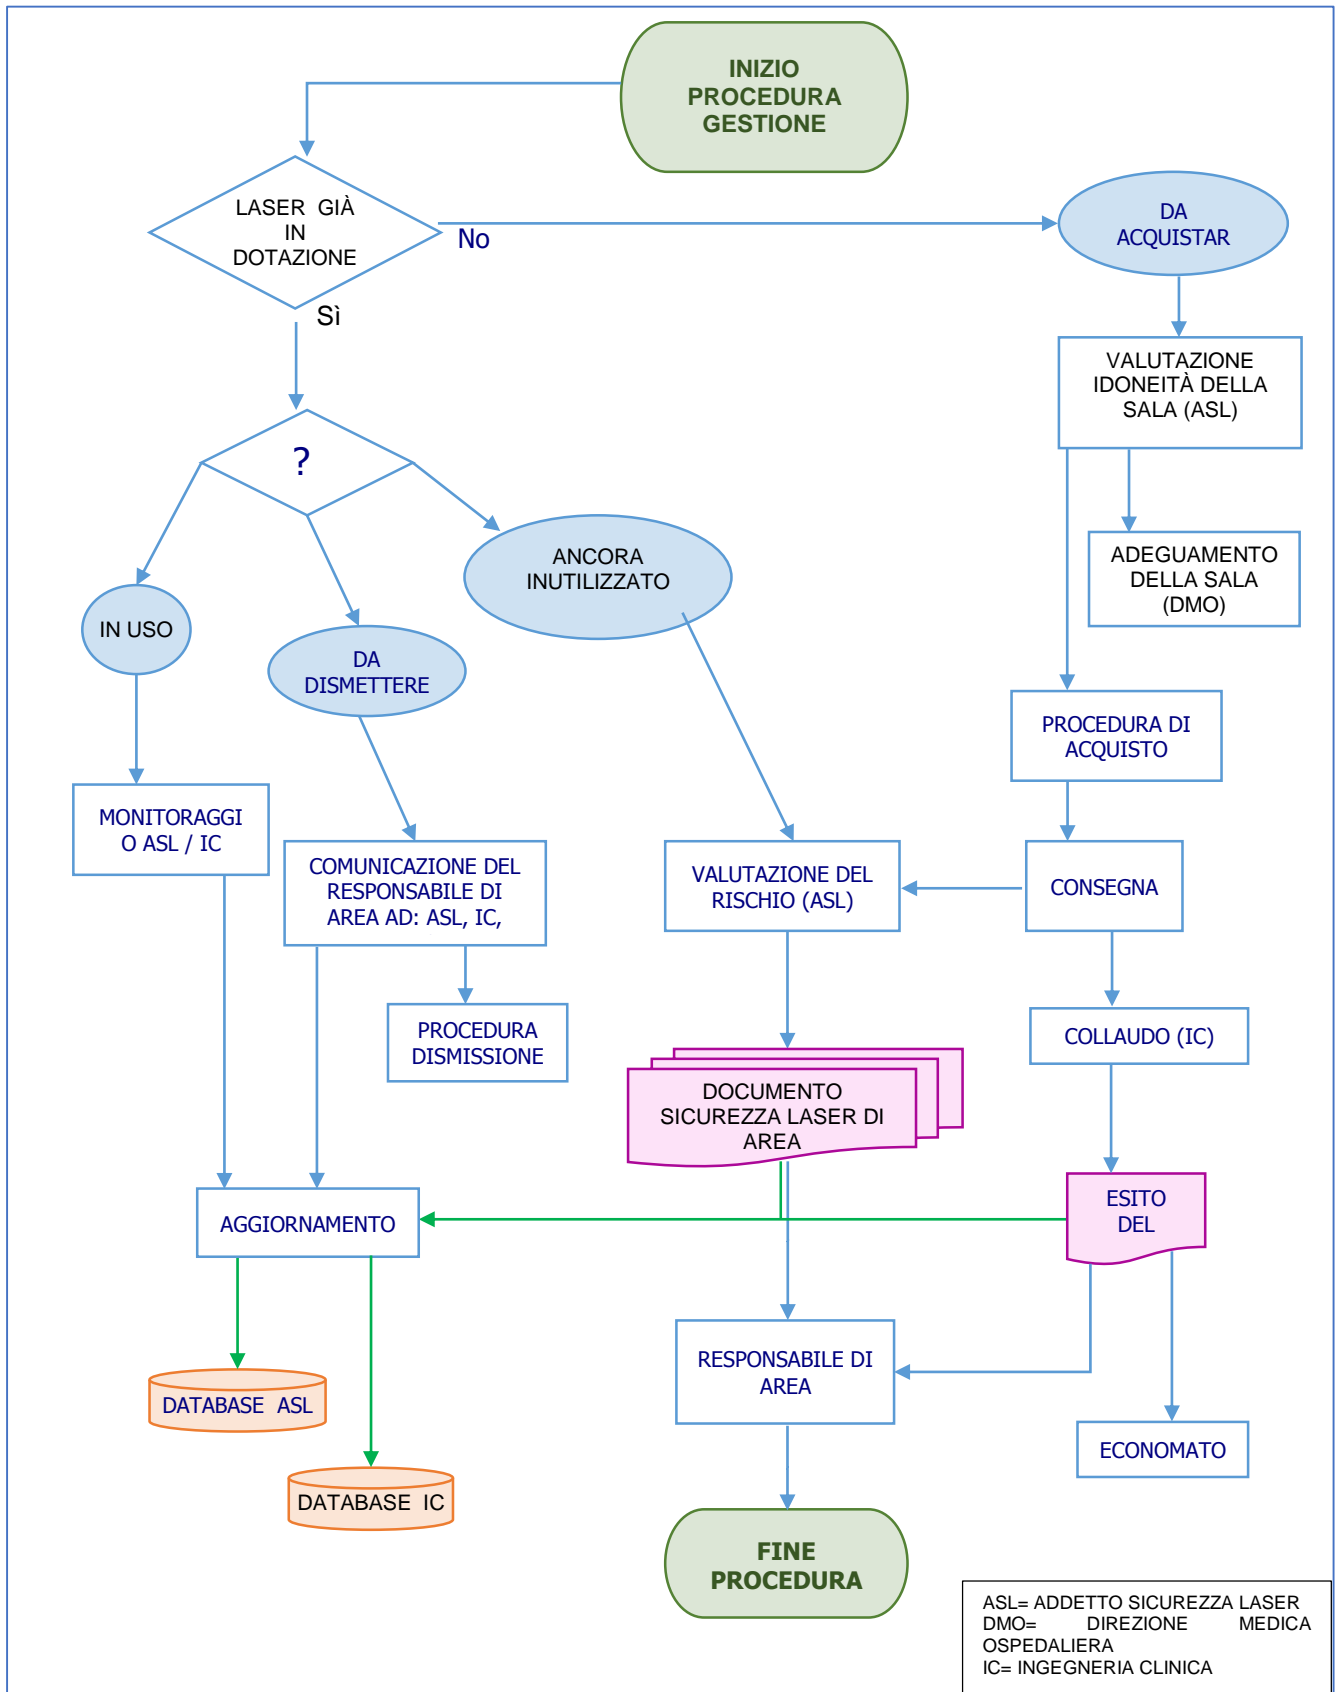 INIZIO
PROCEDURA
GESTIONE
LASER GIÀ
IN
DOTAZIONE
No
DA
ACQUISTAR
Sì
VALUTAZIONE
IDONEITÀ DELLA
SALA (ASL)
?
ANCORA
INUTILIZZATO
ADEGUAMENTO
DELLA SALA
(DMO)
IN USO
DA
DISMETTERE
PROCEDURA DI
ACQUISTO
MONITORAGGI
O ASL / IC
COMUNICAZIONE DEL
RESPONSABILE DI
AREA AD: ASL, IC,
VALUTAZIONE DEL
RISCHIO (ASL)
CONSEGNA
PROCEDURA
DISMISSIONE
COLLAUDO (IC)
DOCUMENTO
SICUREZZA LASER DI
AREA
AGGIORNAMENTO
ESITO
DEL
RESPONSABILE DI
AREA
DATABASE ASL
ECONOMATO
DATABASE IC
FINE
PROCEDURA
ASL= ADDETTO SICUREZZA LASER
DMO= DIREZIONE MEDICA
OSPEDALIERA
IC= INGEGNERIA CLINICA